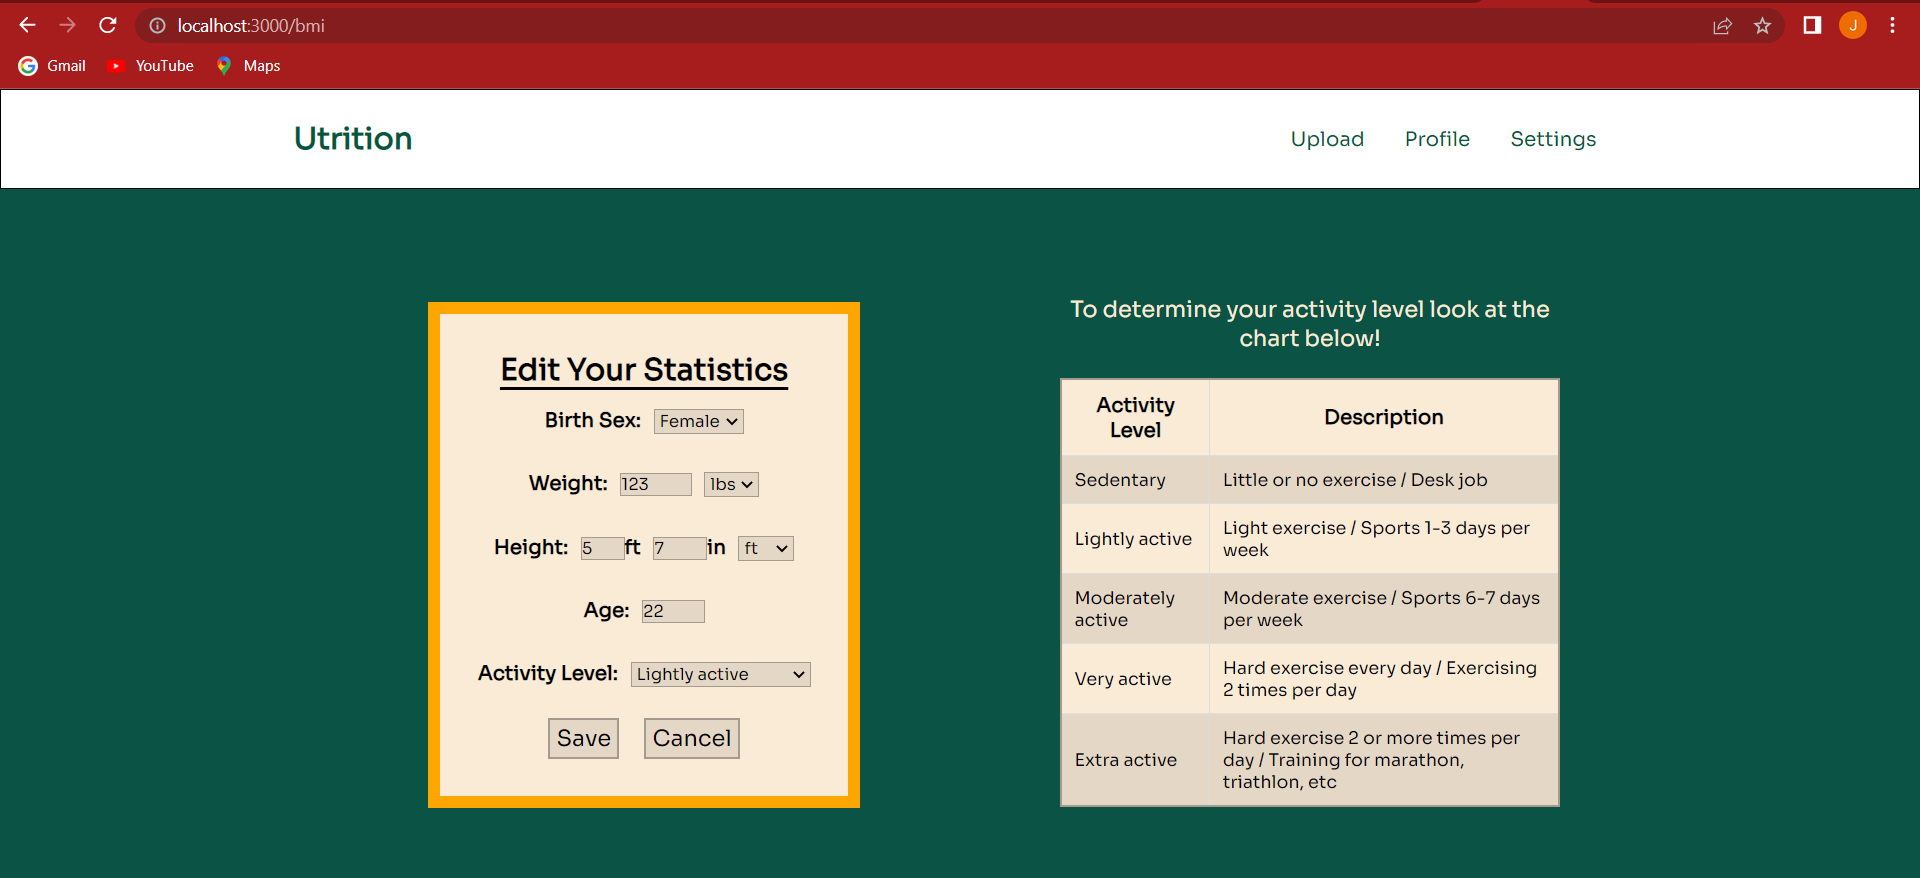 localhost:3000/bmi
J
Gmail YouTube Maps
Utrition
Upload Profile Settings
Edit Your Statistics
Birth Sex: Female
Weight: 123 lbs
Height: 5 ft 7 in ft
Age: 22
Activity Level: Lightly active
Save Cancel
To determine your activity level look at the
chart below!
Activity
Level
Description
Sedentary
Little or no exercise / Desk job
Lightly active
Light exercise / Sports 1-3 days per
week
Moderately
active
Moderate exercise / Sports 6-7 days
per week
Very active
Hard exercise every day / Exercising
2 times per day
Extra active
Hard exercise 2 or more times per
day / Training for marathon,
triathlon, etc